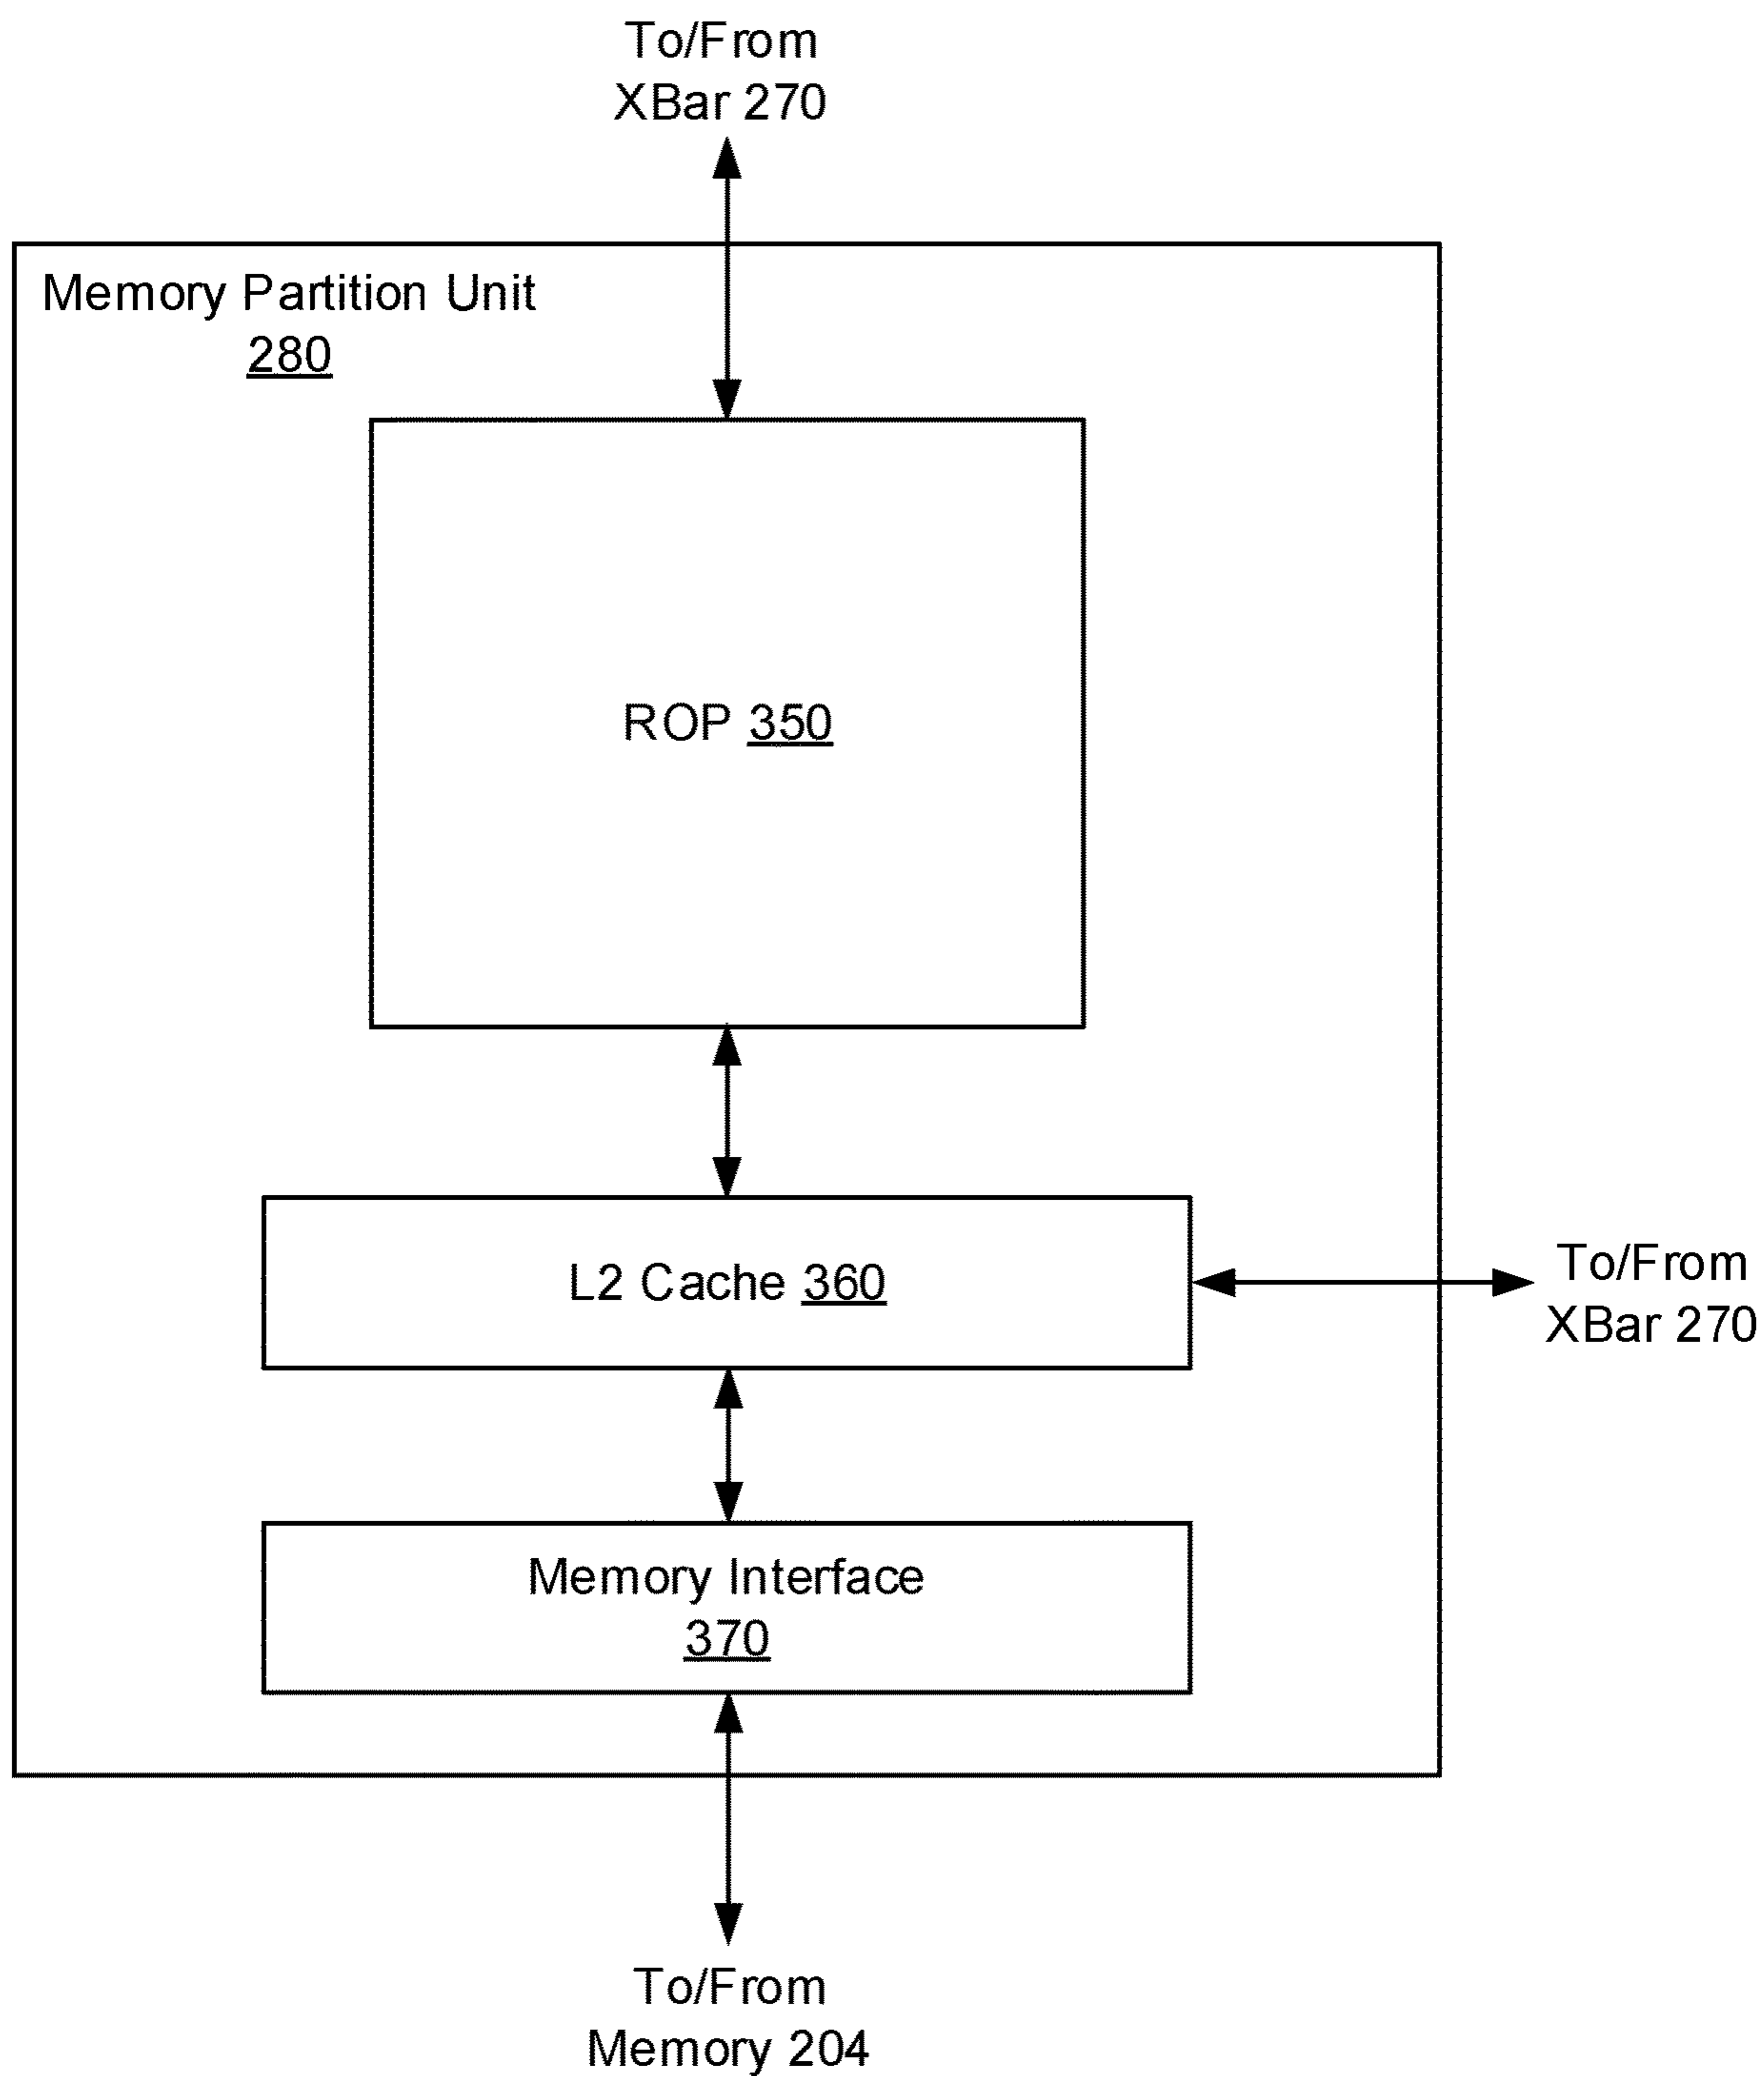 To/From
XBar 270
Memory Partition Unit
280
ROP 350
L2 Cache 360
To/From
XBar 270
Memory Interface
370
To/From
Memory 204